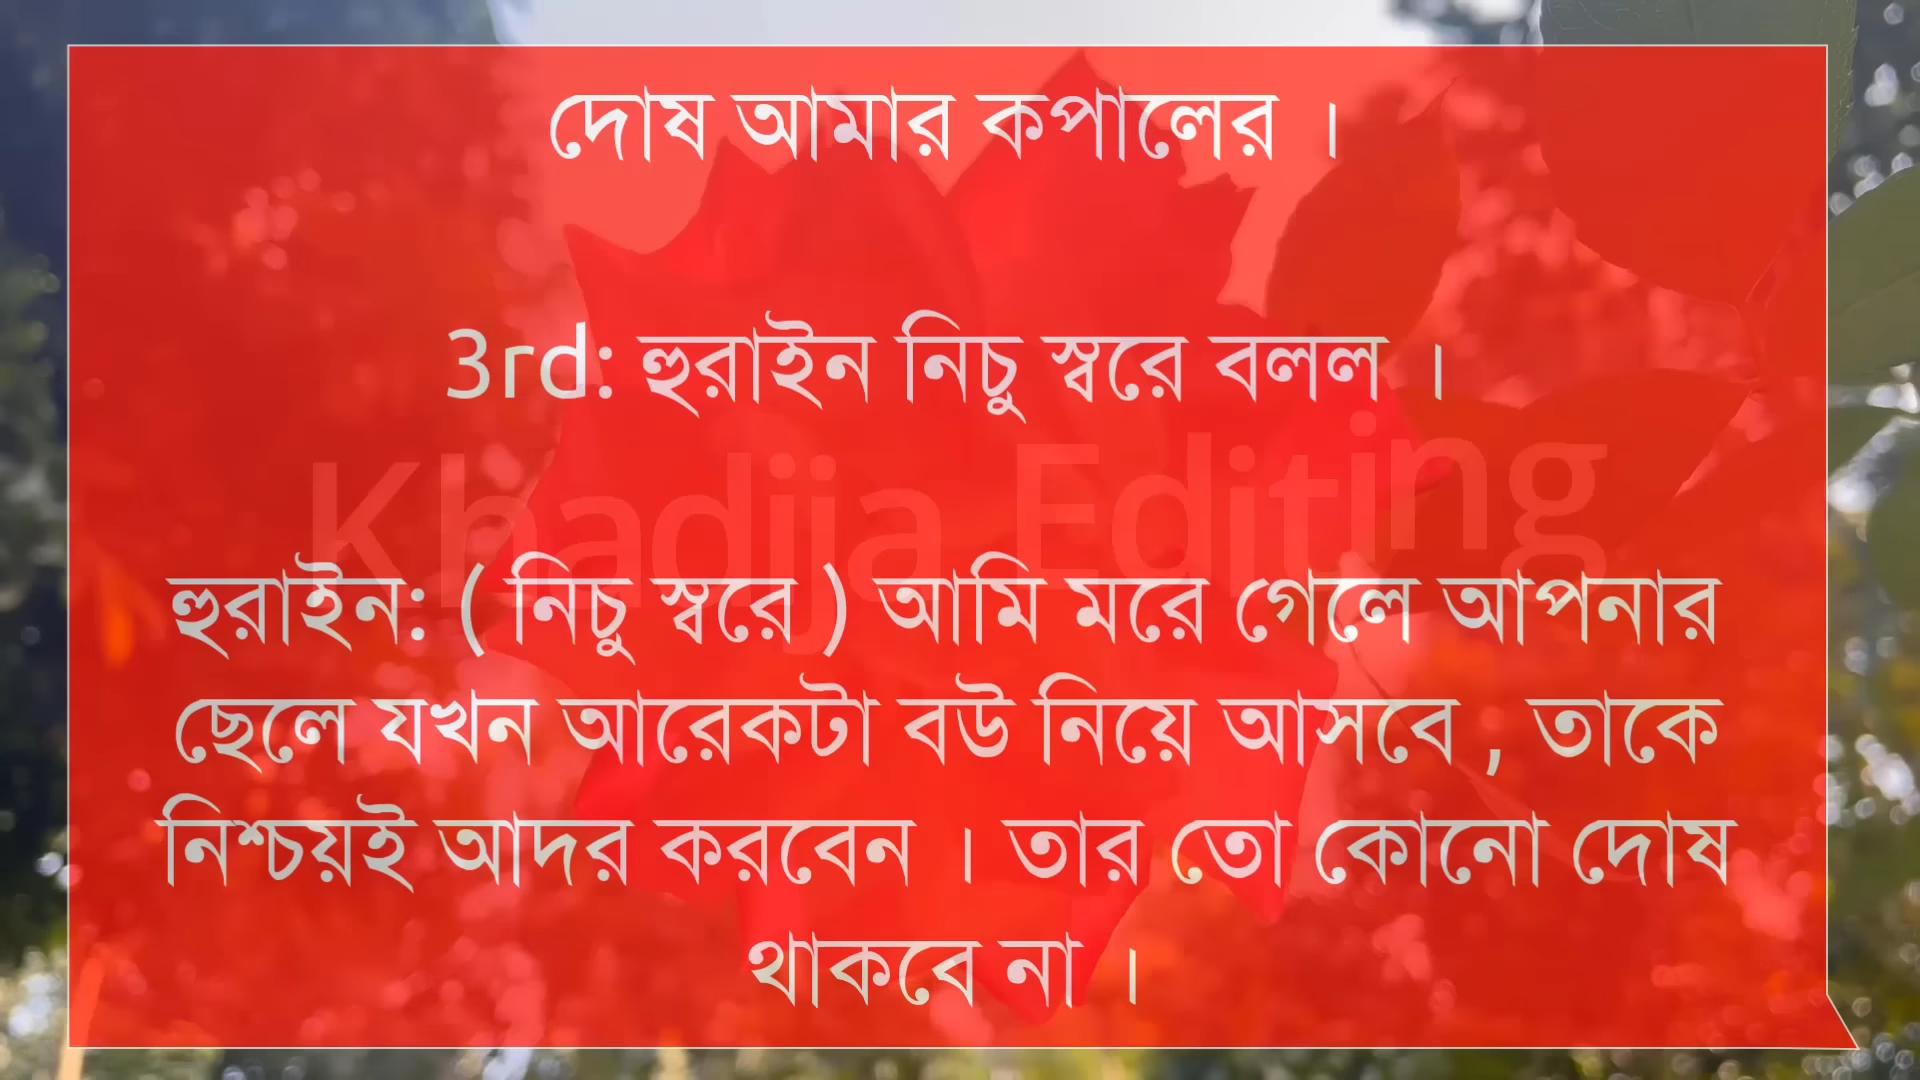 দোষ আমার কপালের ।
3rd: হুরাইন নিচু স্বরে বলল ।
Khadija Editing
হুরাইন: ( নিচু স্বরে ) আমি মরে গেলে আপনার
ছেলে যখন আরেকটা বউ নিয়ে আসবে , তাকে
নিশ্চয়ই আদর করবেন । তার তো কোনো দোষ
থাকবে না ।